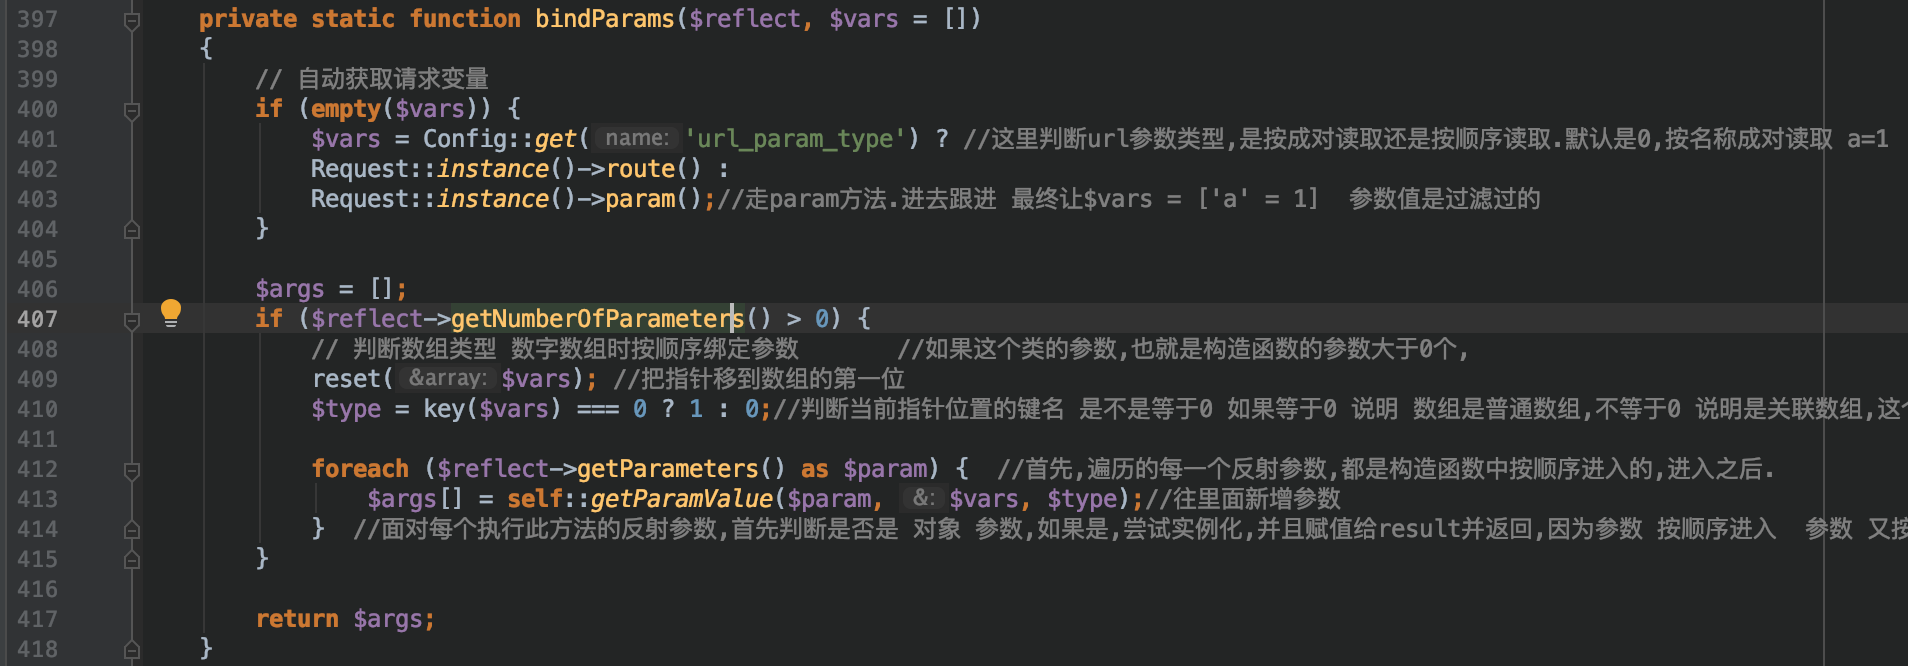 397 private static function bindParams($reflect, $vars = [])
398 {
399 // 自动获取请求变量
400 if (empty($vars)) {
401 $vars = Config::get( name: 'url_param_type') ? //这里判断url参数类型,是按成对读取还是按顺序读取.默认是0,按名称成对读取 a=1
402 Request::instance()->route() :
403 Request::instance()->param();//走param方法.进去跟进 最终让$vars = ['a' = 1] 参数值是过滤过的
404 }
405
406 $args = [];
407 if ($reflect->getNumberOfParameters() > 0) {
408 // 判断数组类型 数字数组时按顺序绑定参数 //如果这个类的参数,也就是构造函数的参数大于0个,
409 reset( &array: $vars); //把指针移到数组的第一位
410 $type = key($vars) === 0 ? 1 : 0;//判断当前指针位置的键名 是不是等于0 如果等于0 说明 数组是普通数组,不等于0 说明是关联数组,这
411
412 foreach ($reflect->getParameters() as $param) { //首先,遍历的每一个反射参数,都是构造函数中按顺序进入的,进入之后.
413 $args[] = self::getParamValue($param, &: $vars, $type);//往里面新增参数
414 } //面对每个执行此方法的反射参数,首先判断是否是 对象 参数,如果是,尝试实例化,并且赋值给result并返回,因为参数 按顺序进入 参数 又按
415 }
416
417 return $args;
418 }